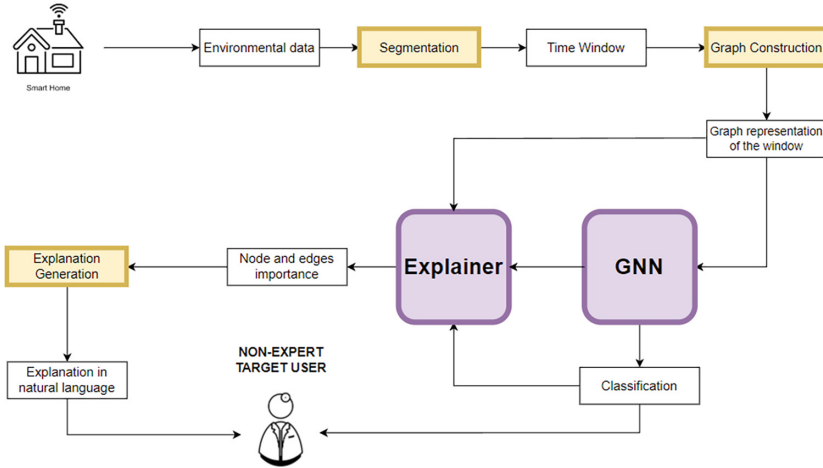 Environmental data
Segmentation
Time Window
Graph Construction
Smart Home
Graph representation
of the window
Explanation
Generation
Node and edges
importance
Explainer
GNN
NON-EXPERT
TARGET USER
Explanation in
natural language
Classification